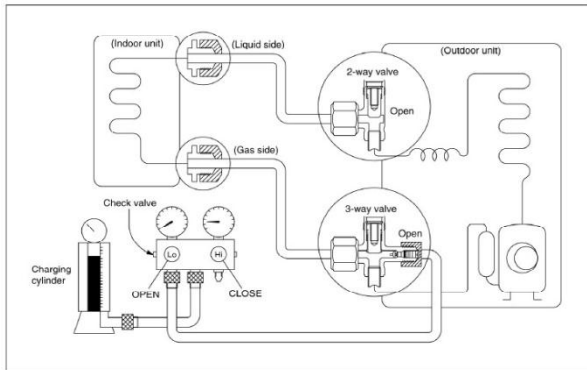 (Indoor unit)
(Liquid side)
(Outdoor unit)
2-way valve
Open
(Gas side)
3-way valve
Open
Check valve
Lo
Hi
Charging
cylinder
OPEN
CLOSE